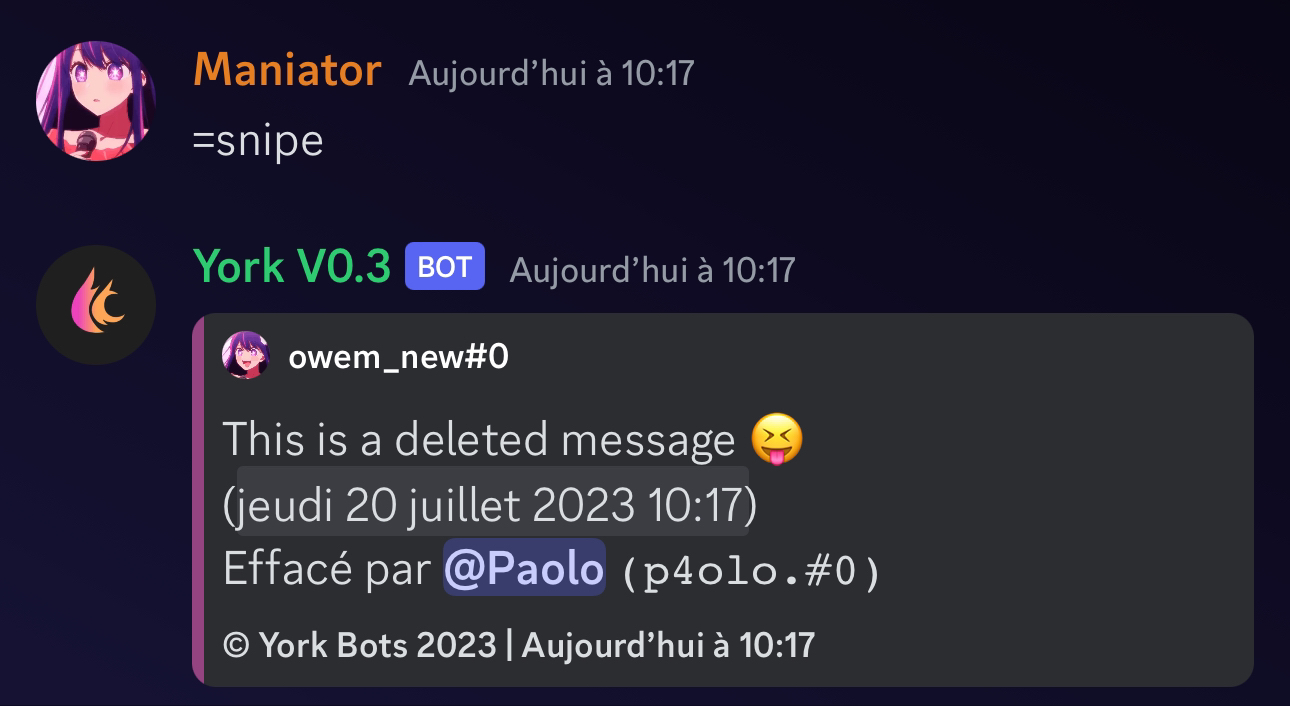 Maniator Aujourd’hui à 10:17
=snipe
York V0.3 BOT Aujourd’hui à 10:17
owem_new#0
This is a deleted message 😝
(jeudi 20 juillet 2023 10:17)
Effacé par @Paolo (p4olo.#0)
© York Bots 2023 | Aujourd’hui à 10:17